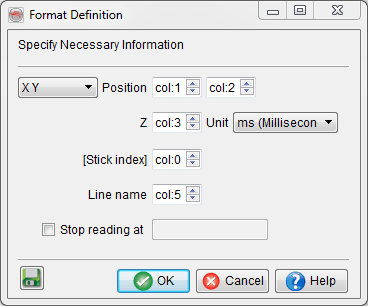 Format Definition
Specify Necessary Information
X Y Position col:1 col:2
Z col:3 Unit ms (Millisecon
[Stick index] col:0
Line name col:5
Stop reading at
OK Cancel Help